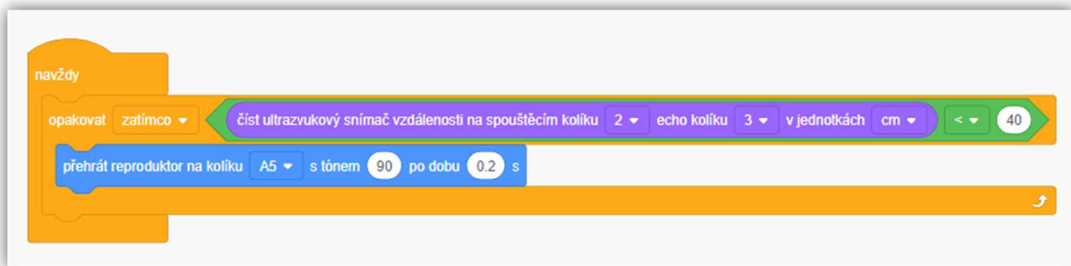 navždy
opakovat zatímco číst ultrazvukový snímač vzdálenosti na spouštěcím kolíku 2 echo kolíku 3 v jednotkách cm < 40
přehrát reproduktor na kolíku A5 s tónem 90 po dobu 0.2 s